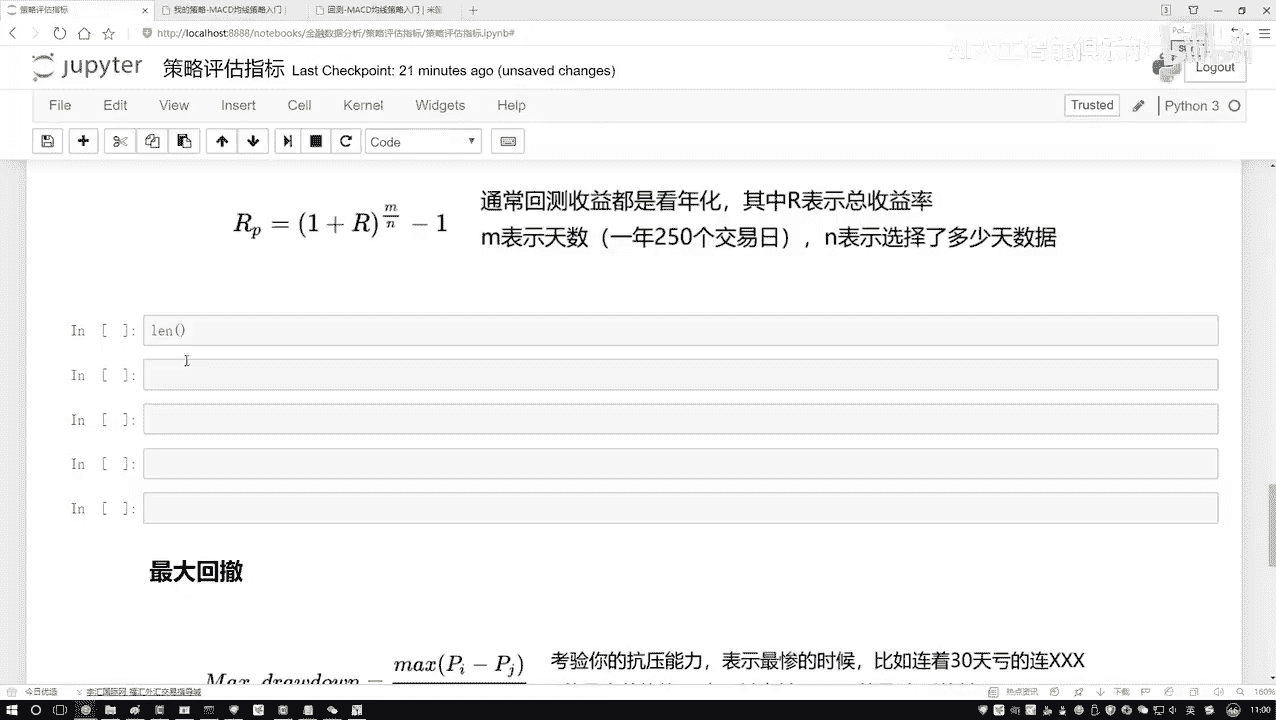 策略评估指标
我的策略-MACD均线策略入门
回测-MACD均线策略入门 | 米筐
http://localhost:8888/notebooks/金融数据分析/策略评估指标/策略评估指标.ipynb#
jupyter 策略评估指标 Last Checkpoint: 21 minutes ago (unsaved changes)
Logout
File Edit View Insert Cell Kernel Widgets Help
Trusted Python 3
Code
R_p = (1 + R)^{\frac{m}{n}} − 1
通常回测收益都是看年化，其中R表示总收益率
m表示天数（一年250个交易日），n表示选择了多少天数据
In [ ]: len()
In [ ]:
In [ ]:
In [ ]:
In [ ]:
最大回撤
max(P_i − P_j)
Max_drawdown =
考验你的抗压能力，表示最惨的时候，比如连着30天亏的连XXX
今日优选
热点资讯
下载
160%
英
11:00